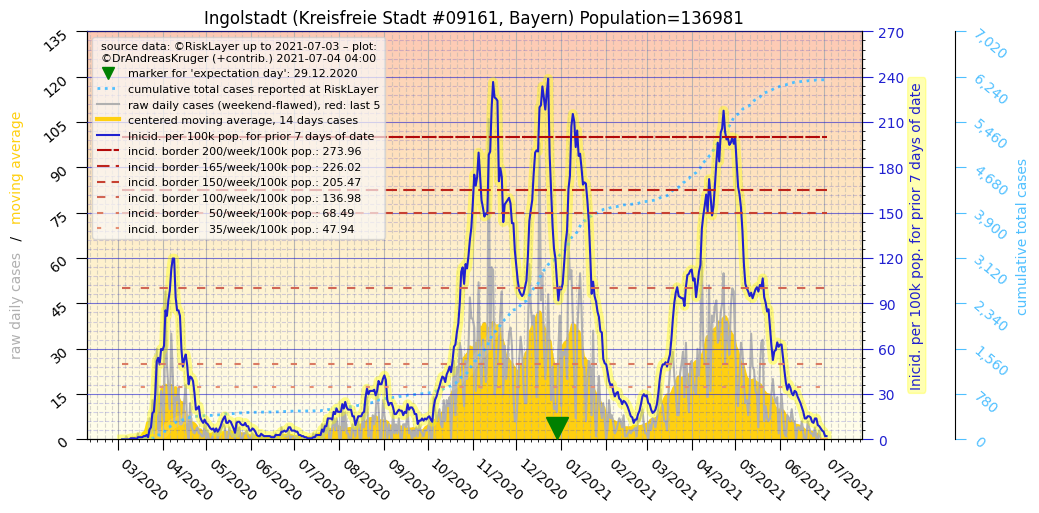 Ingolstadt (Kreisfreie Stadt #09161, Bayern) Population=136981
source data: ©RiskLayer up to 2021-07-03 – plot:
©DrAndreasKruger (+contrib.) 2021-07-04 04:00
marker for 'expectation day': 29.12.2020
cumulative total cases reported at RiskLayer
raw daily cases (weekend-flawed), red: last 5
centered moving average, 14 days cases
Inicid. per 100k pop. for prior 7 days of date
incid. border 200/week/100k pop.: 273.96
incid. border 165/week/100k pop.: 226.02
incid. border 150/week/100k pop.: 205.47
incid. border 100/week/100k pop.: 136.98
incid. border   50/week/100k pop.: 68.49
incid. border   35/week/100k pop.: 47.94
raw daily cases  /  moving average
135
120
105
90
75
60
45
30
15
0
270
240
210
180
150
120
90
60
30
0
Inicid. per 100k pop. for prior 7 days of date
7,020
6,240
5,460
4,680
3,900
3,120
2,340
1,560
780
0
cumulative total cases
03/2020
04/2020
05/2020
06/2020
07/2020
08/2020
09/2020
10/2020
11/2020
12/2020
01/2021
02/2021
03/2021
04/2021
05/2021
06/2021
07/2021